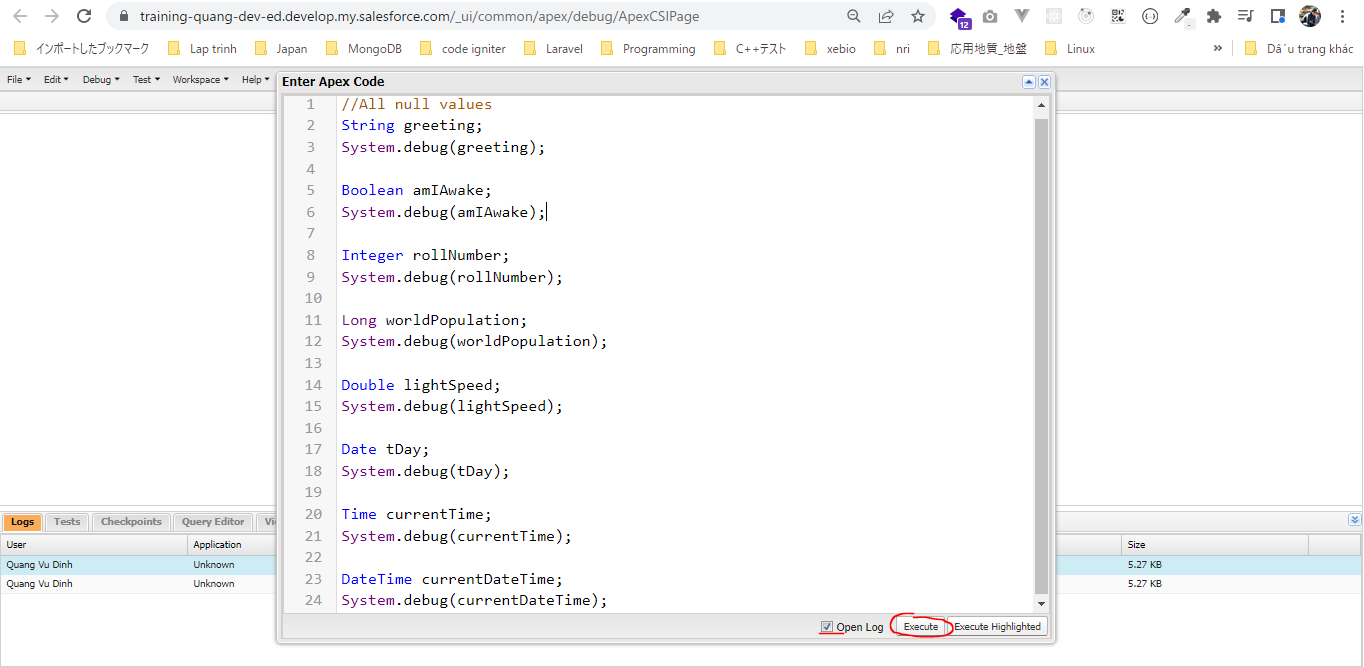 training-quang-dev-ed.develop.my.salesforce.com/_ui/common/apex/debug/ApexCSIPage
12
インポートしたブックマーク Lap trinh Japan MongoDB code igniter Laravel Programming C++テスト xebio nri 応用地質_地盤 Linux » Dấu trang khác
File Edit Debug Test Workspace Help
Enter Apex Code
1 //All null values
2 String greeting;
3 System.debug(greeting);
4
5 Boolean amIAwake;
6 System.debug(amIAwake);
7
8 Integer rollNumber;
9 System.debug(rollNumber);
10
11 Long worldPopulation;
12 System.debug(worldPopulation);
13
14 Double lightSpeed;
15 System.debug(lightSpeed);
16
17 Date tDay;
18 System.debug(tDay);
19
20 Time currentTime;
21 System.debug(currentTime);
22
23 DateTime currentDateTime;
24 System.debug(currentDateTime);
Open Log Execute Execute Highlighted
Logs Tests Checkpoints Query Editor
User Application Size
Quang Vu Dinh Unknown 5.27 KB
Quang Vu Dinh Unknown 5.27 KB